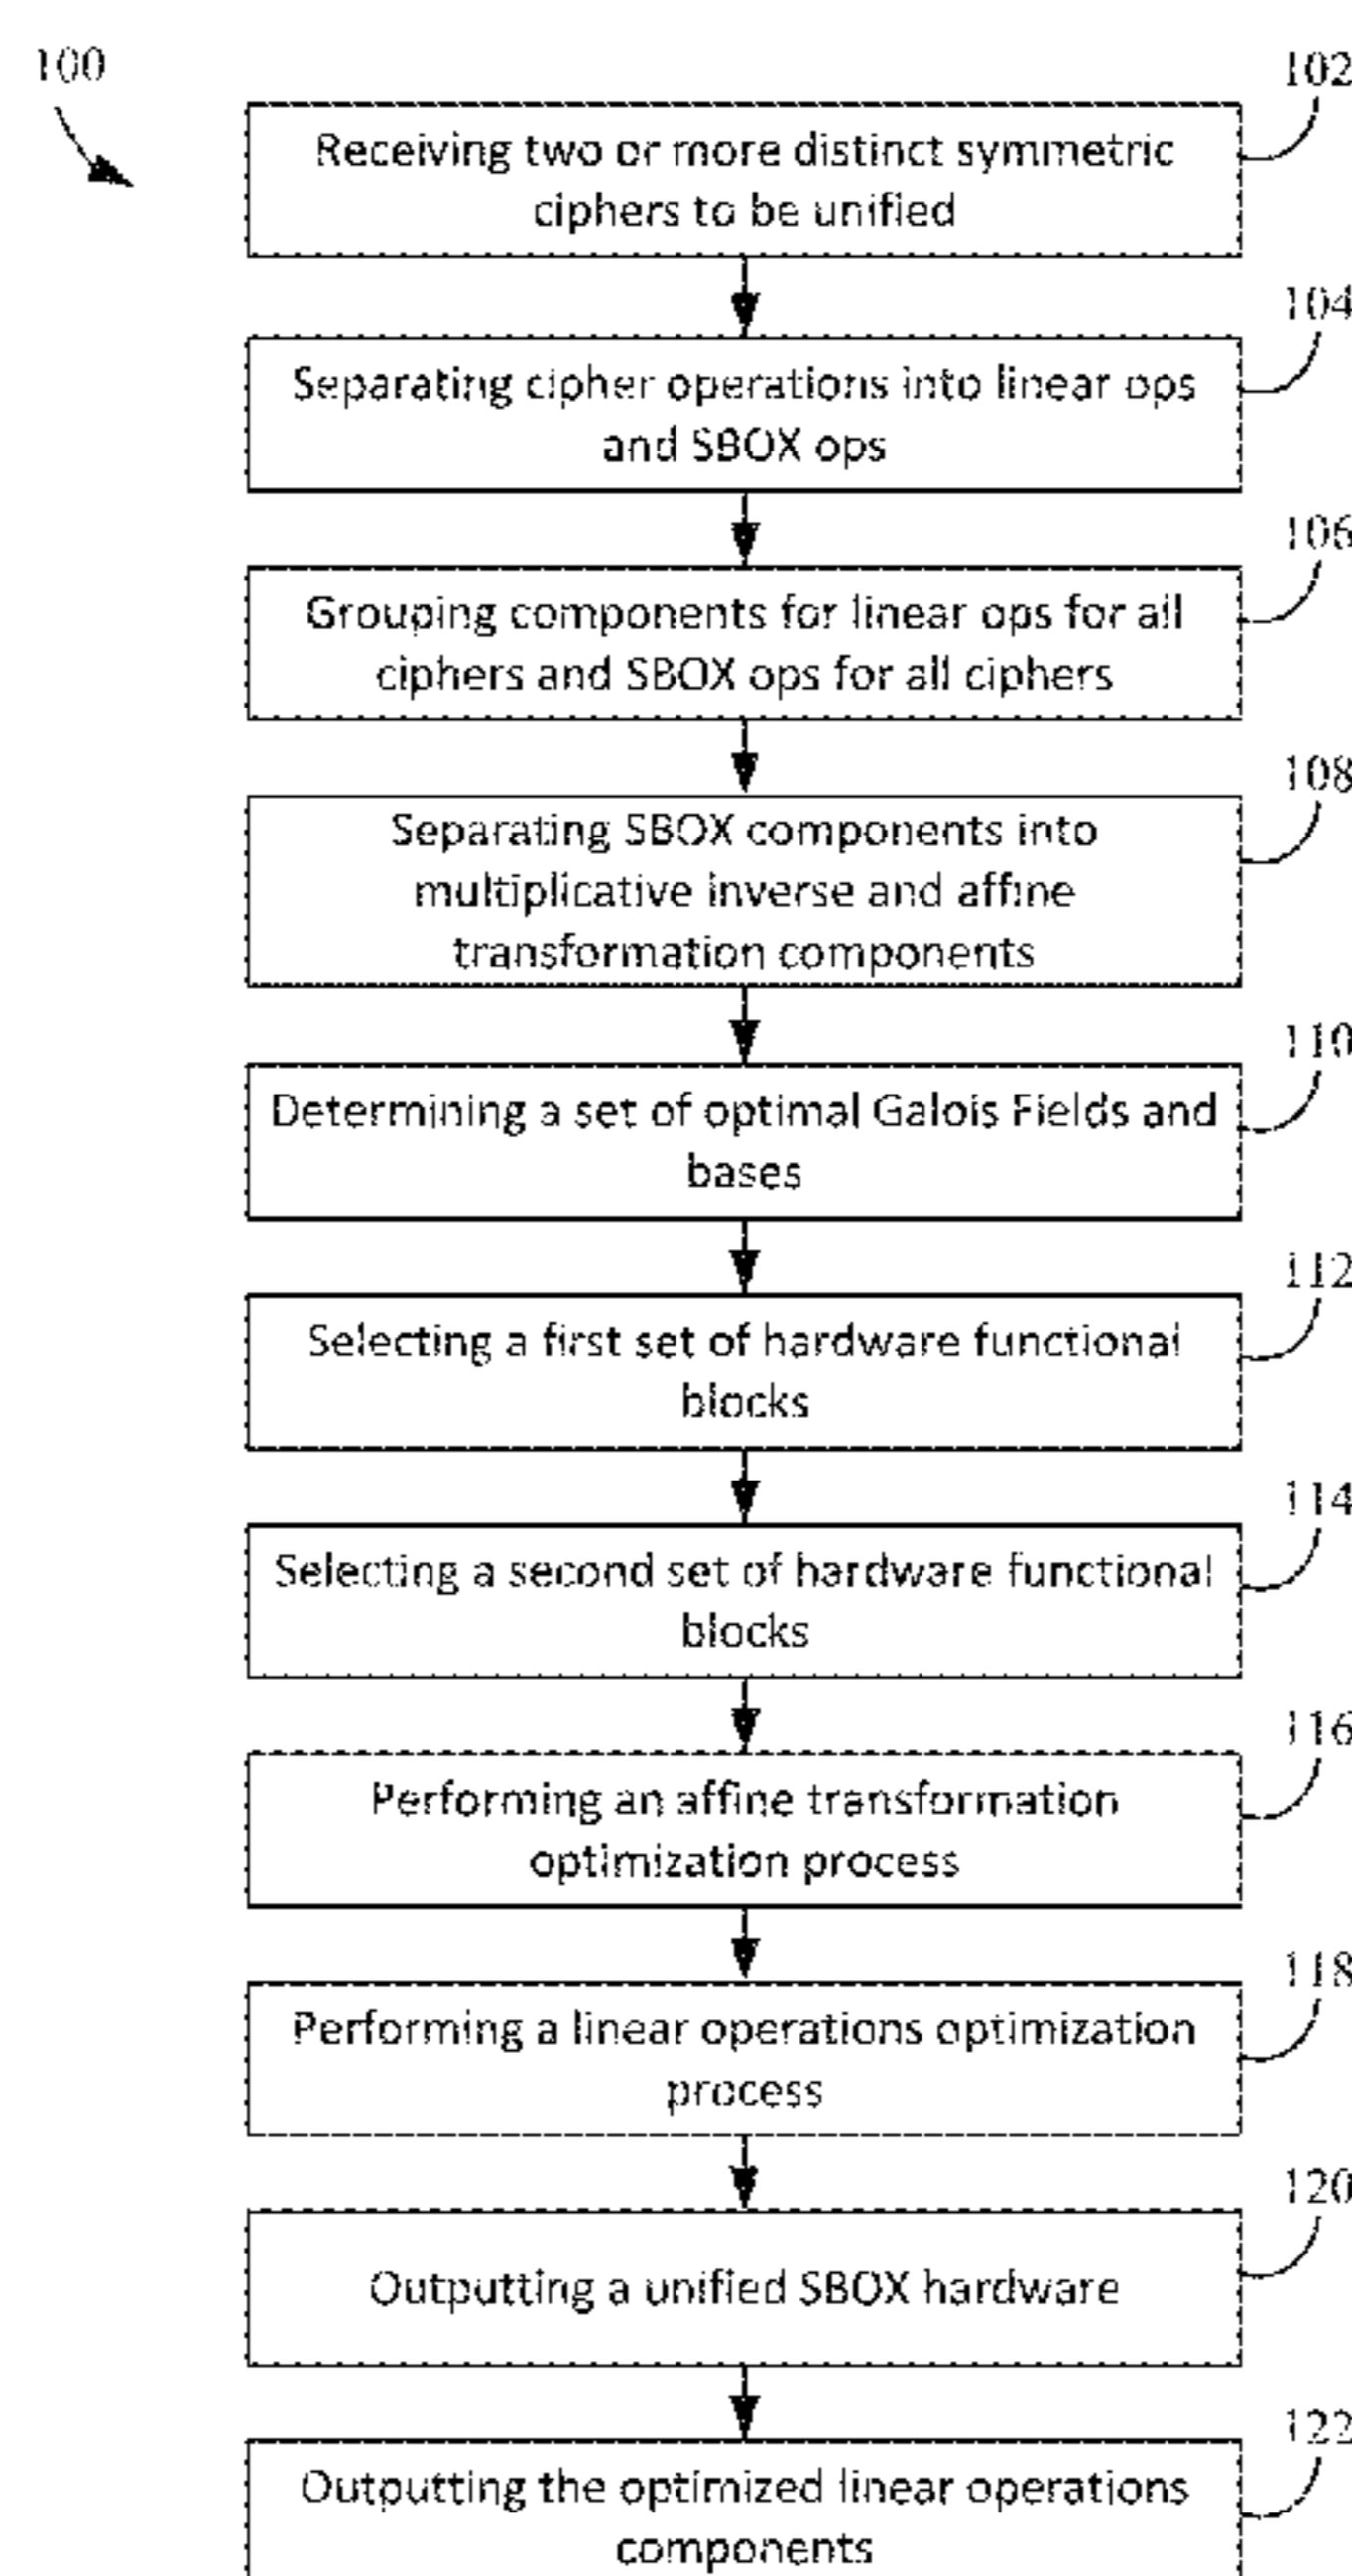 100
102
Receiving two or more distinct symmetric
ciphers to be unified
104
Separating cipher operations into linear ops
and SBOX ops
106
Grouping components for linear ops for all
ciphers and SBOX ops for all ciphers
108
Separating SBOX components into
multiplicative inverse and affine
transformation components
110
Determining a set of optimal Galois Fields and
bases
112
Selecting a first set of hardware functional
blocks
114
Selecting a second set of hardware functional
blocks
116
Performing an affine transformation
optimization process
118
Performing a linear operations optimization
process
120
Outputting a unified SBOX hardware
122
Outputting the optimized linear operations
components